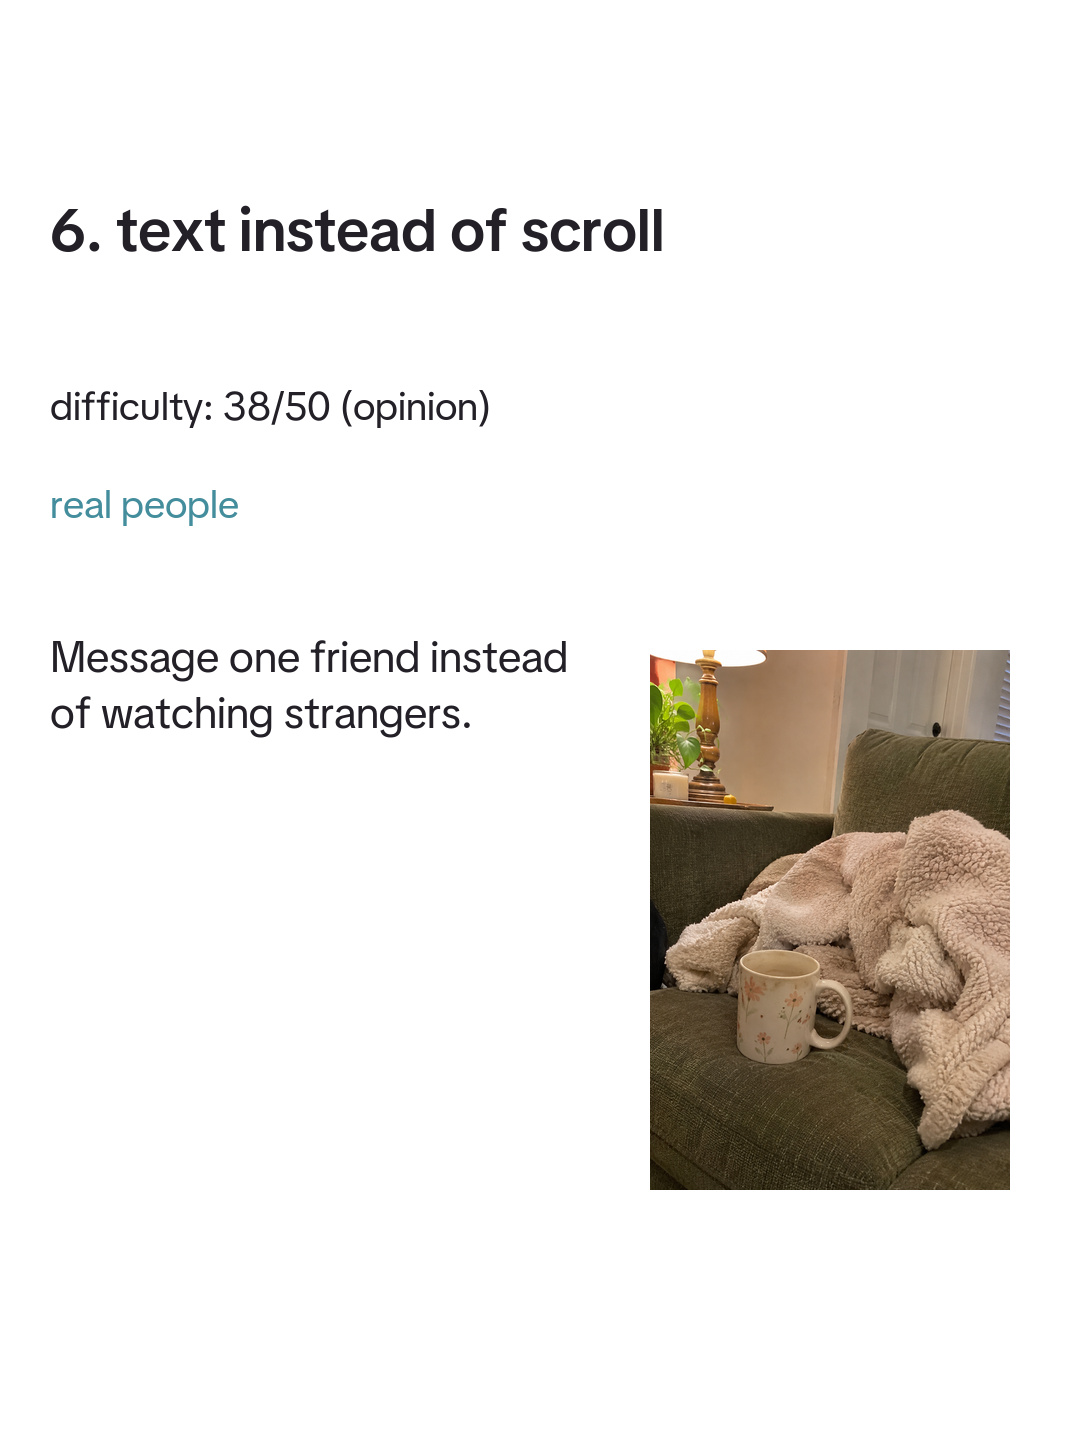 6. text instead of scroll
difficulty: 38/50 (opinion)
real people
Message one friend instead
of watching strangers.